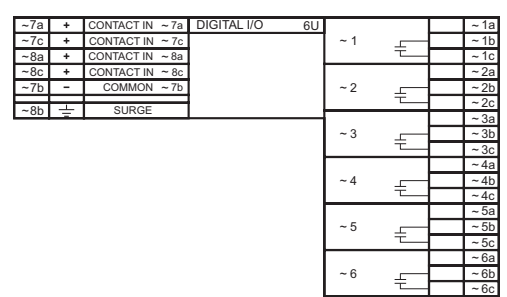 ~7a + CONTACT IN ~7a DIGITAL I/O 6U
~7c + CONTACT IN ~7c
~8a + CONTACT IN ~8a
~8c + CONTACT IN ~8c
~7b − COMMON ~7b
~8b SURGE
~1 ~1a
~1b
~1c
~2 ~2a
~2b
~2c
~3 ~3a
~3b
~3c
~4 ~4a
~4b
~4c
~5 ~5a
~5b
~5c
~6 ~6a
~6b
~6c